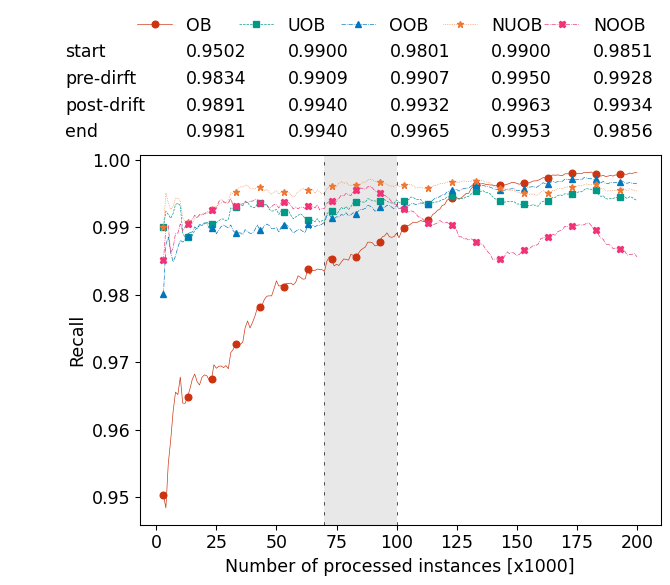 OB UOB OOB NUOB NOOB
start 0.9502 0.9900 0.9801 0.9900 0.9851
pre-dirft 0.9834 0.9909 0.9907 0.9950 0.9928
post-drift 0.9891 0.9940 0.9932 0.9963 0.9934
end 0.9981 0.9940 0.9965 0.9953 0.9856
1.00
0.99
0.98
0.97
0.96
0.95
Recall
0 25 50 75 100 125 150 175 200
Number of processed instances [x1000]